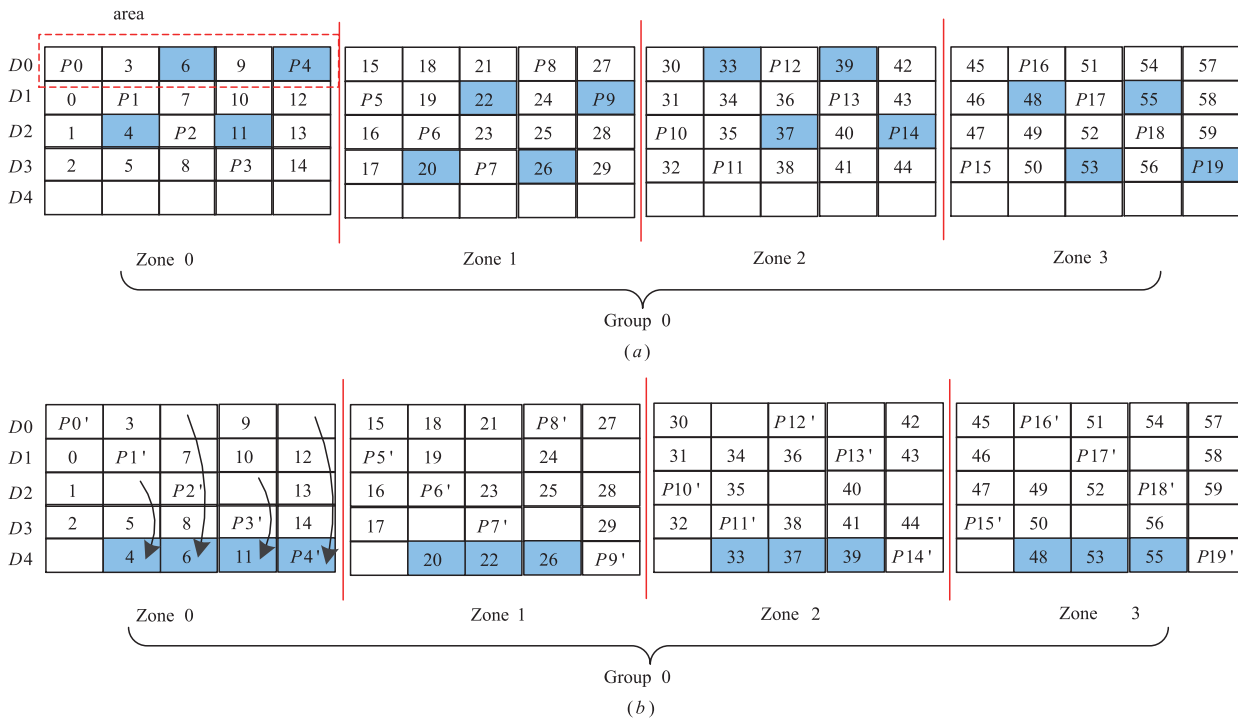 area
D0 P0 3 6 9 P4 15 18 21 P8 27 30 33 P12 39 42 45 P16 51 54 57
D1 0 P1 7 10 12 P5 19 22 24 P9 31 34 36 P13 43 46 48 P17 55 58
D2 1 4 P2 11 13 16 P6 23 25 28 P10 35 37 40 P14 47 49 52 P18 59
D3 2 5 8 P3 14 17 20 P7 26 29 32 P11 38 41 44 P15 50 53 56 P19
D4
Zone 0 Zone 1 Zone 2 Zone 3
Group 0
(a)
D0 P0' 3 9 15 18 21 P8' 27 30 P12' 42 45 P16' 51 54 57
D1 0 P1' 7 10 12 P5' 19 24 31 34 36 P13' 43 46 P17' 58
D2 1 P2' 13 16 P6' 23 25 28 P10' 35 40 47 49 52 P18' 59
D3 2 5 8 P3' 14 17 P7' 29 32 P11' 38 41 44 P15' 50 56
D4 4 6 11 P4' 20 22 26 P9' 33 37 39 P14' 48 53 55 P19'
Zone 0 Zone 1 Zone 2 Zone 3
Group 0
(b)